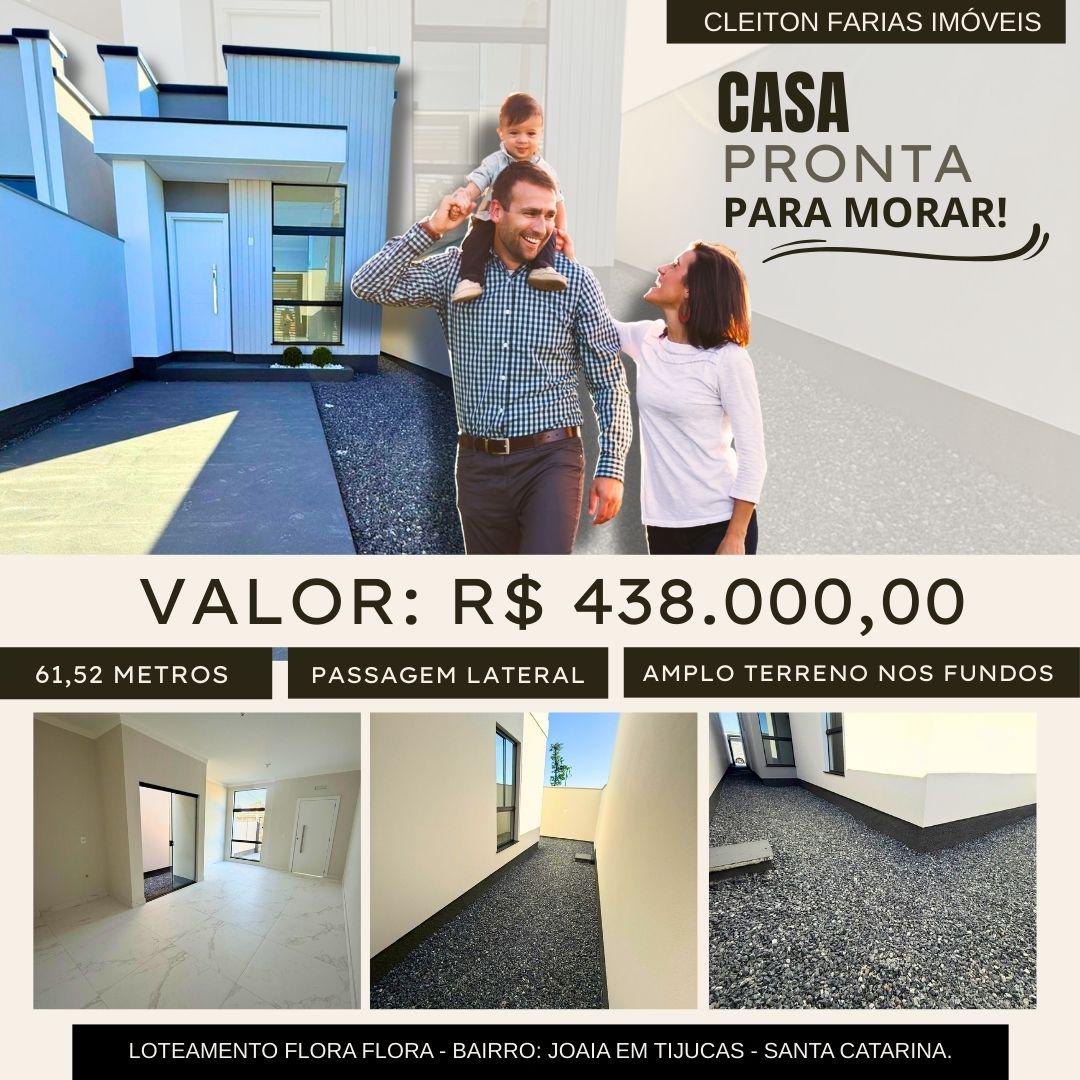 CLEITON FARIAS IMÓVEIS
CASA
PRONTA
PARA MORAR!
VALOR: R$ 438.000,00
61,52 METROS
PASSAGEM LATERAL
AMPLO TERRENO NOS FUNDOS
LOTEAMENTO FLORA FLORA - BAIRRO: JOAIA EM TIJUCAS - SANTA CATARINA.